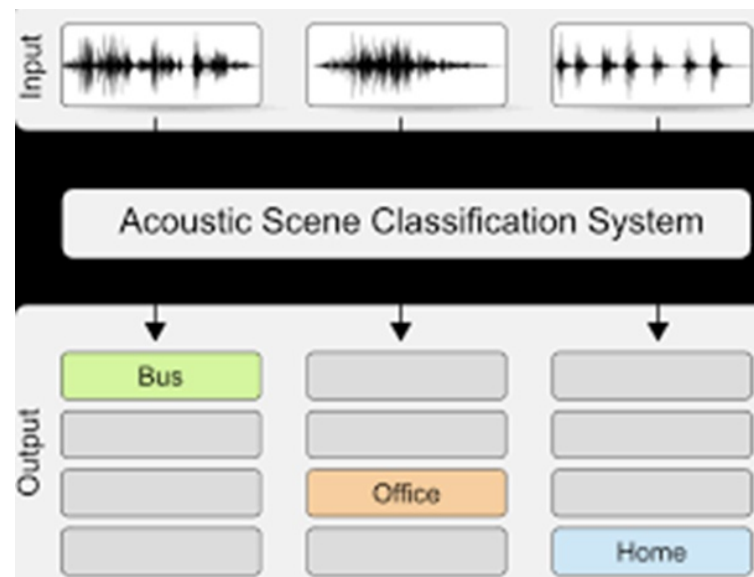 Input
Acoustic Scene Classification System
Output
Bus
Office
Home